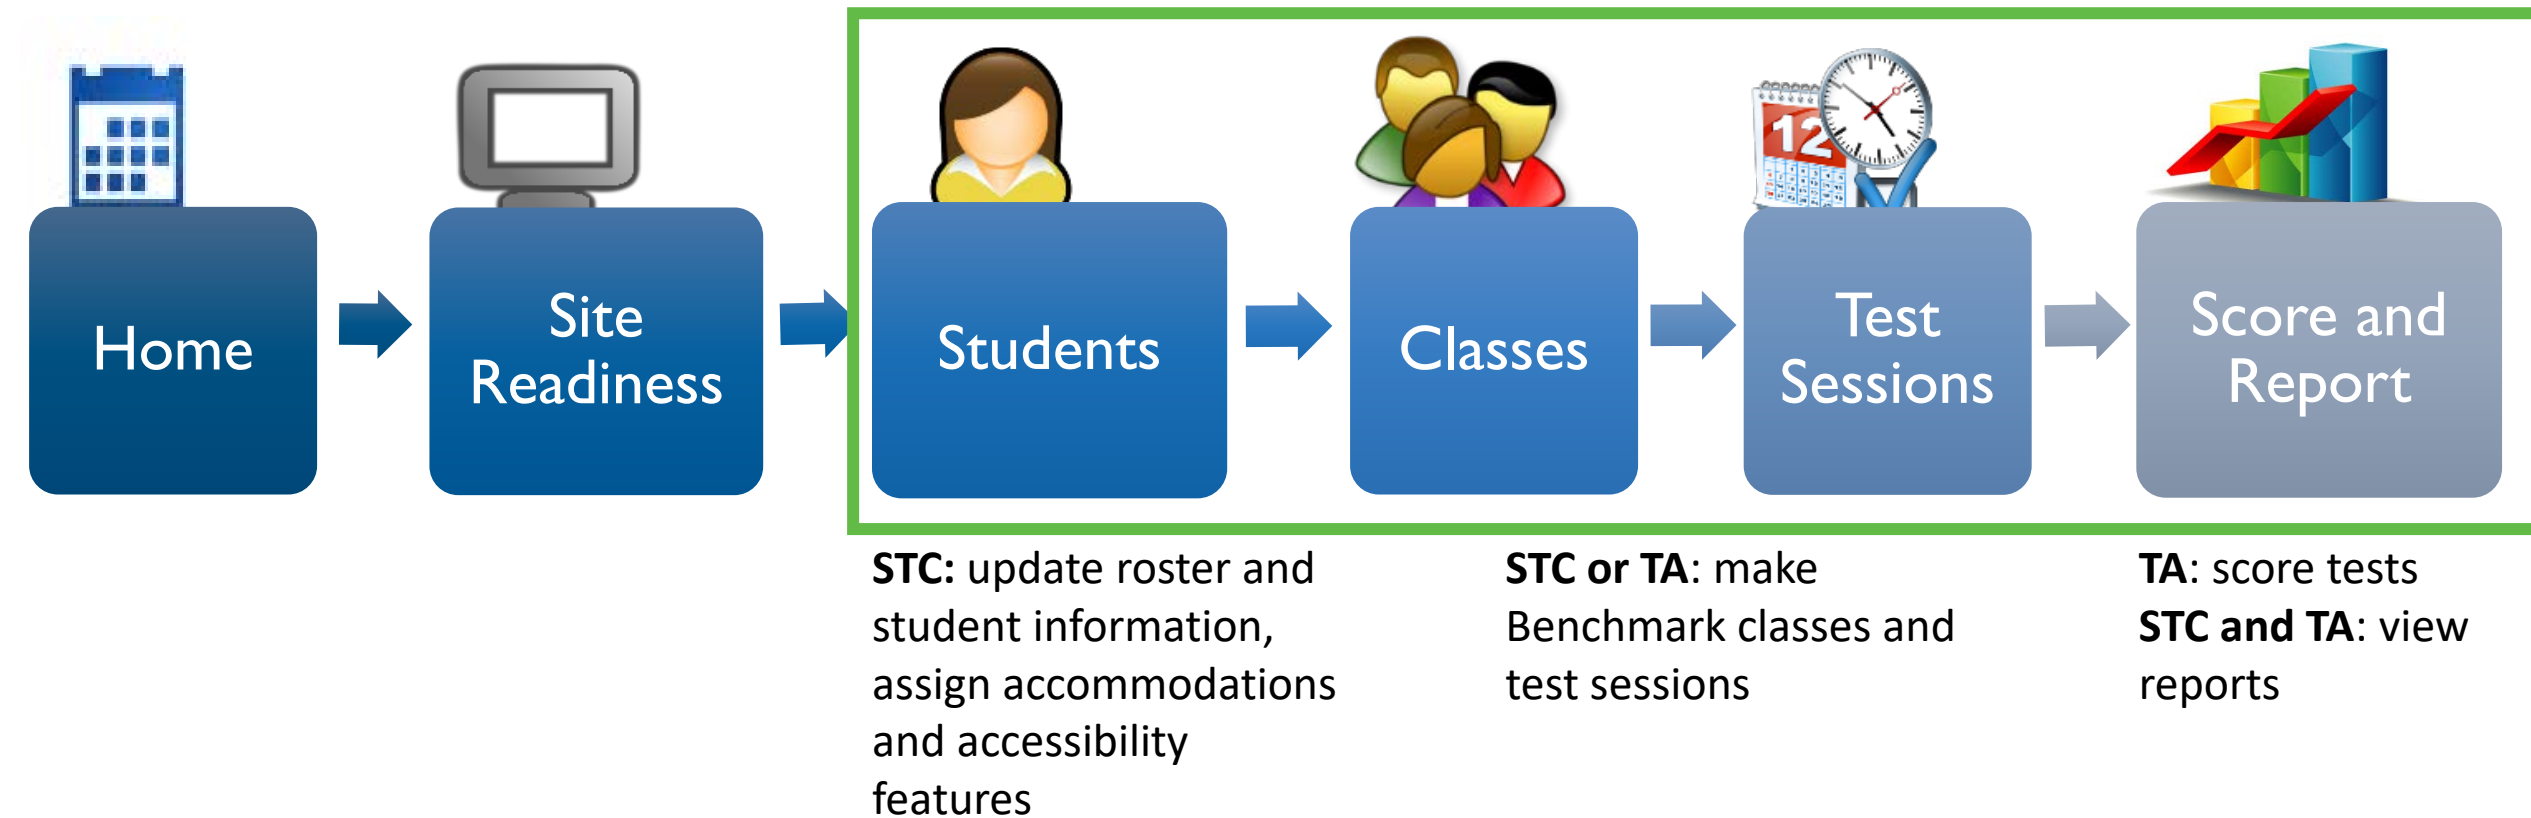 12
Home
Site
Readiness
Students
Classes
Test
Sessions
Score and
Report
STC: update roster and
student information,
assign accommodations
and accessibility
features
STC or TA: make
Benchmark classes and
test sessions
TA: score tests
STC and TA: view
reports